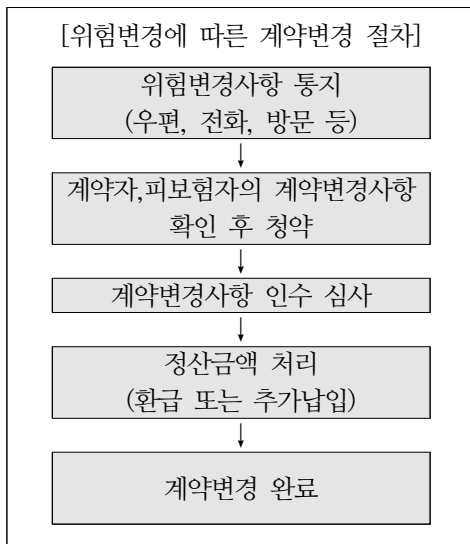 [위험변경에 따른 계약변경 절차]
위험변경사항 통지
(우편, 전화, 방문 등)
계약자,피보험자의 계약변경사항
확인 후 청약
계약변경사항 인수 심사
정산금액 처리
(환급 또는 추가납입)
계약변경 완료